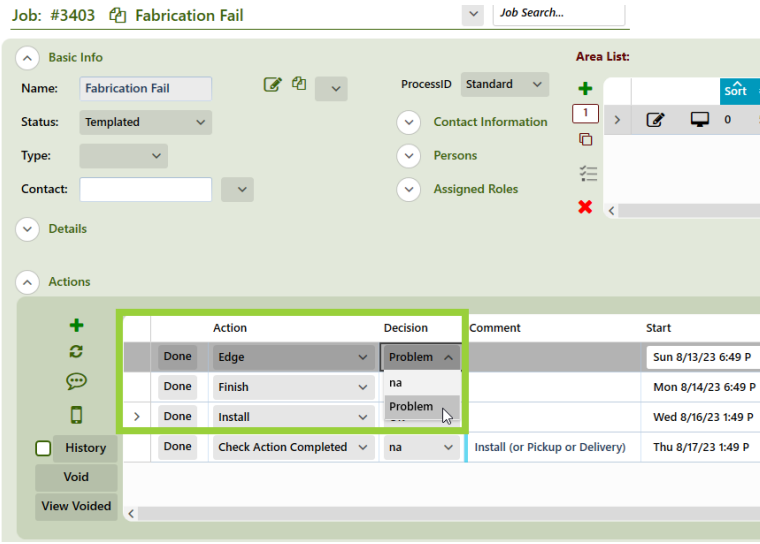 Job: #3403 Fabrication Fail
Job Search...
Basic Info
Name: Fabrication Fail
Status: Templated
Type:
Contact:
Details
ProcessID Standard
Contact Information
Persons
Assigned Roles
Area List:
Sort
1
0
Actions
Action Decision Comment Start
Done Edge Problem Sun 8/13/23 6:49 P
Done Finish na Mon 8/14/23 6:49 P
Problem
Done Install Wed 8/16/23 1:49 P
Done Check Action Completed na Install (or Pickup or Delivery) Thu 8/17/23 1:49 P
History
Void
View Voided